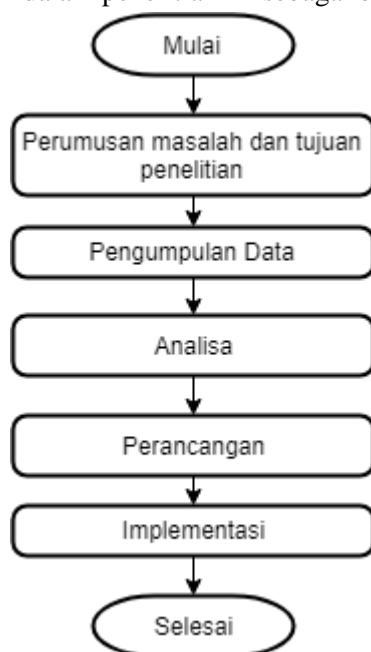 Mulai
Perumusan masalah dan tujuan
penelitian
Pengumpulan Data
Analisa
Perancangan
Implementasi
Selesai